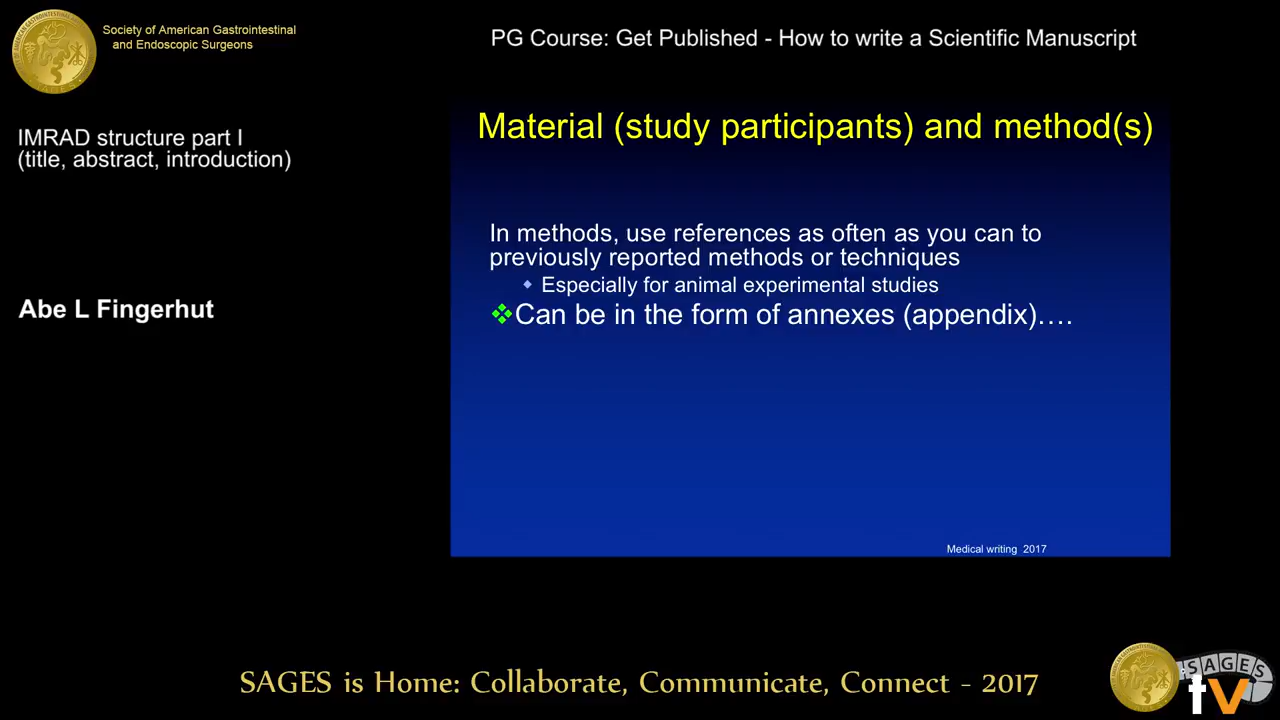 Society of American Gastrointestinal
and Endoscopic Surgeons
PG Course: Get Published - How to write a Scientific Manuscript
IMRAD structure part I
(title, abstract, introduction)
Abe L Fingerhut
Material (study participants) and method(s)
In methods, use references as often as you can to
previously reported methods or techniques
Especially for animal experimental studies
Can be in the form of annexes (appendix)….
Medical writing 2017
SAGES is Home: Collaborate, Communicate, Connect - 2017
SAGES
tv